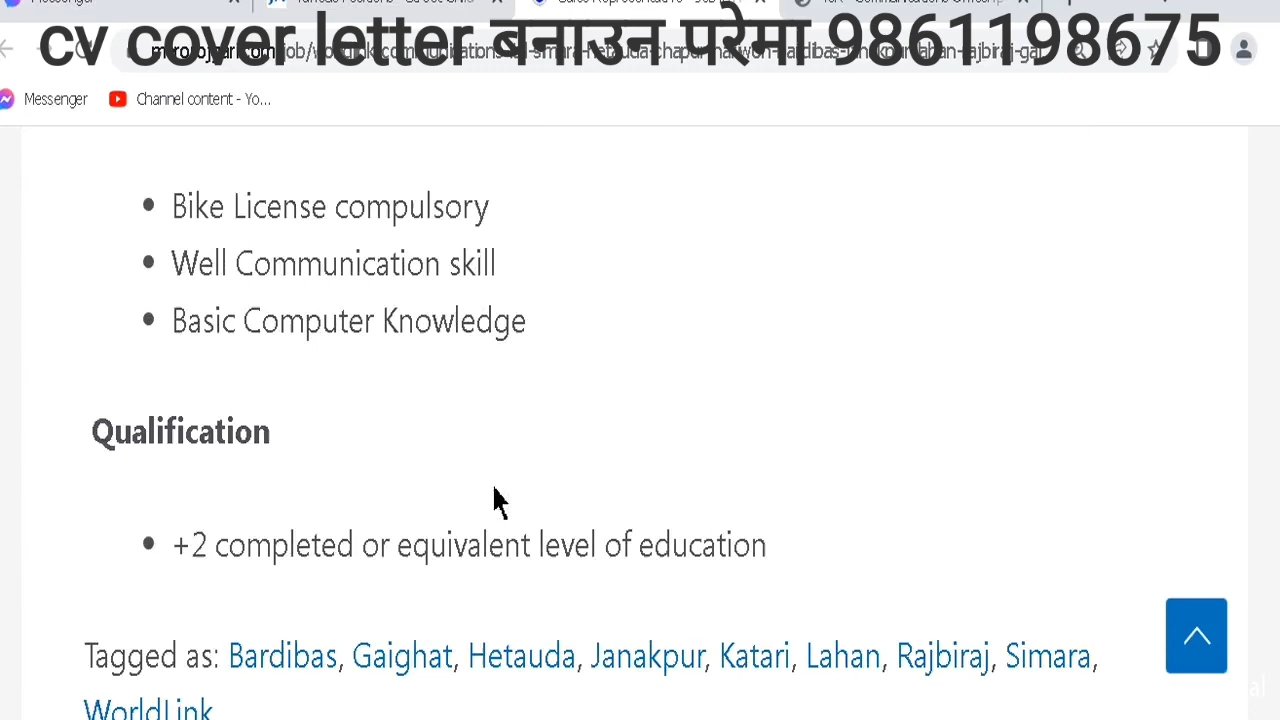 cv cover letter बनाउन परेमा 9861198675
Messenger
Channel content - Yo...
Bike License compulsory
Well Communication skill
Basic Computer Knowledge
Qualification
+2 completed or equivalent level of education
Tagged as: Bardibas, Gaighat, Hetauda, Janakpur, Katari, Lahan, Rajbiraj, Simara,
WorldLink